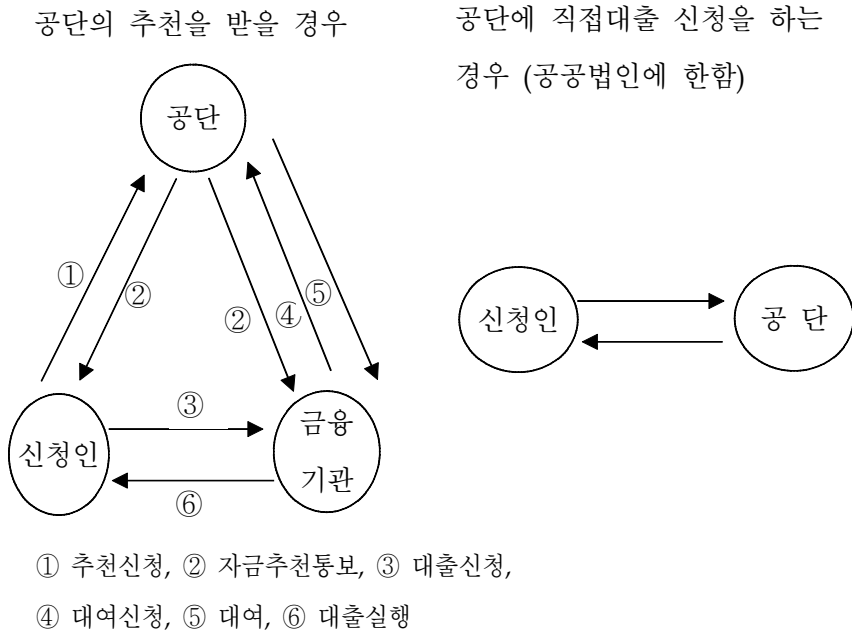 공단의 추천을 받을 경우
공단에 직접대출 신청을 하는
경우 (공공법인에 한함)
공단
①
②
②
④
⑤
신청인
③
금융
기관
⑥
신청인
공 단
① 추천신청, ② 자금추천통보, ③ 대출신청,
④ 대여신청, ⑤ 대여, ⑥ 대출실행